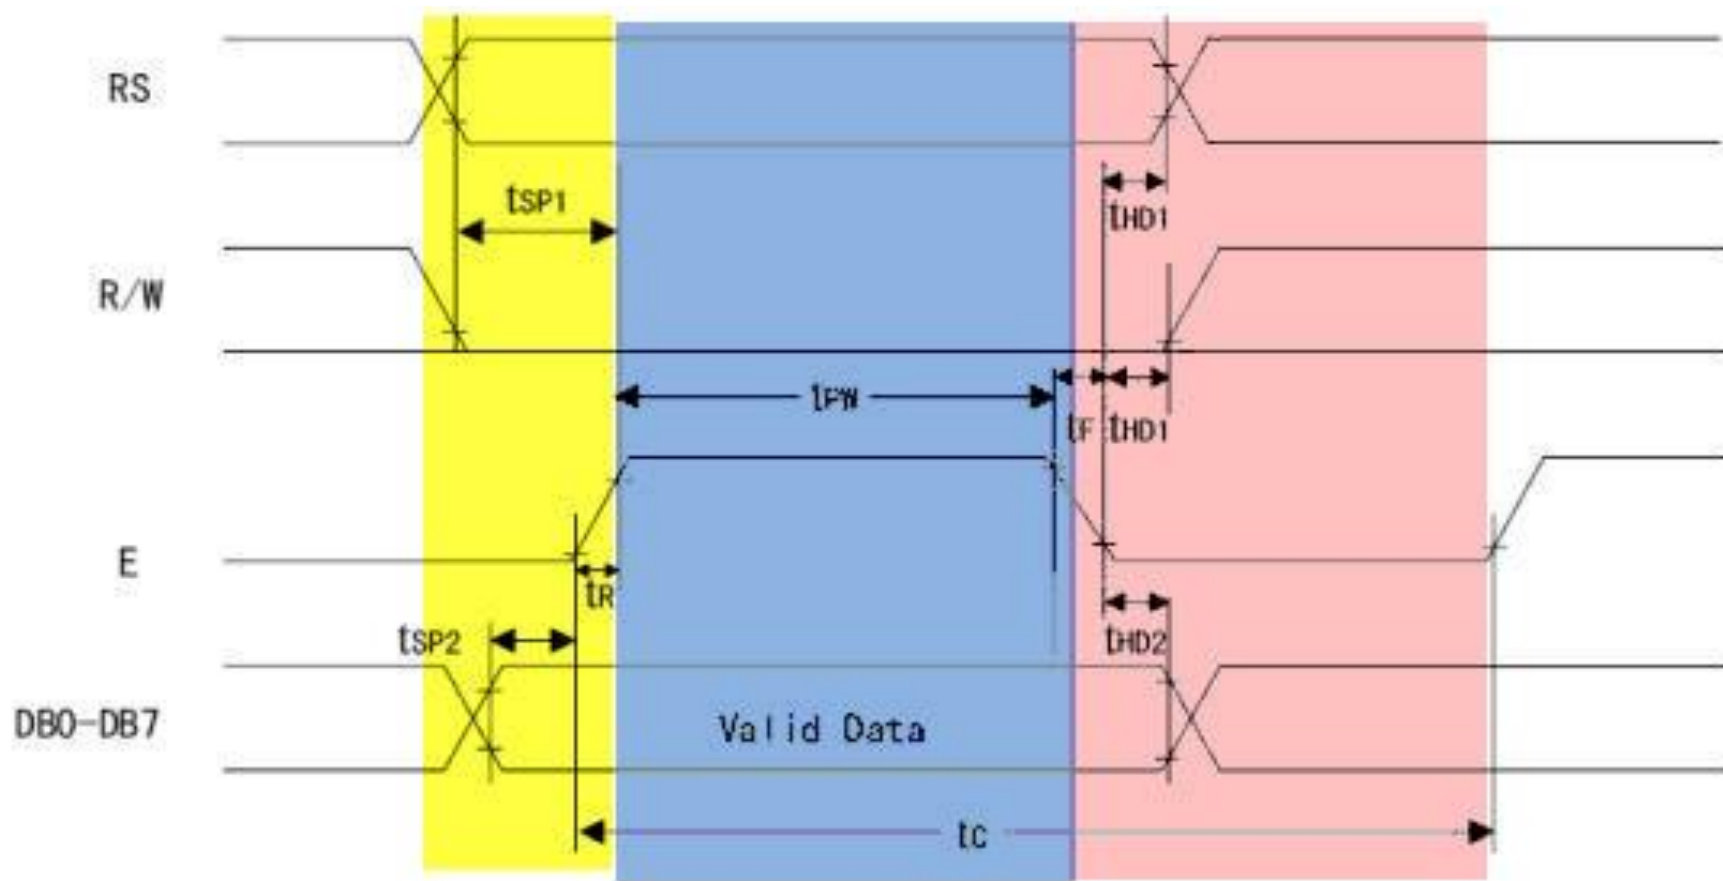 RS
tSP1
tHD1
R/W
tPW
tF tHD1
E
tR
tSP2
tHD2
DB0-DB7
Valid Data
tC